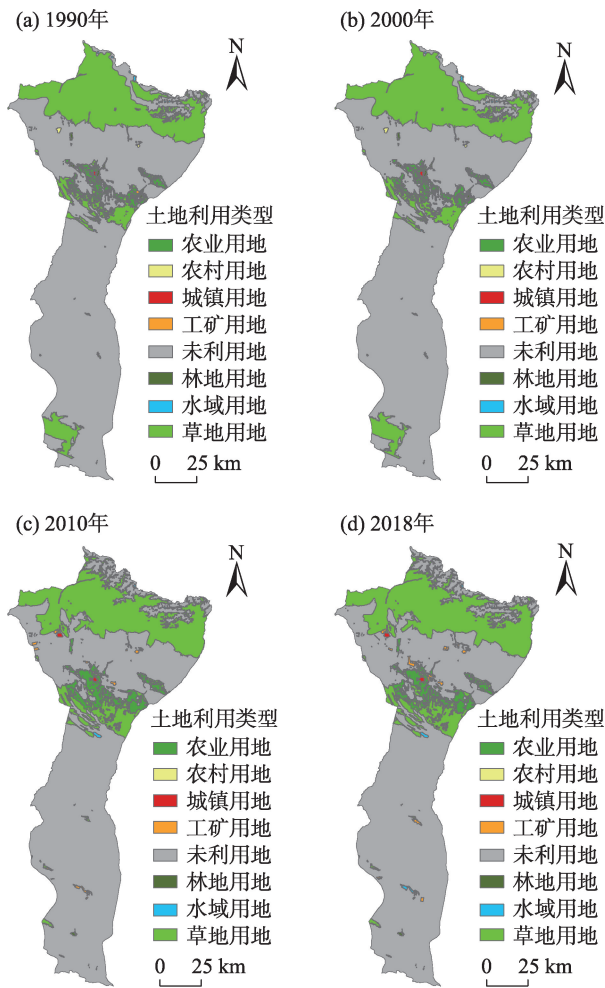 (a) 1990年
N
土地利用类型
农业用地
农村用地
城镇用地
工矿用地
未利用地
林地用地
水域用地
草地用地
0 25 km
(b) 2000年
N
土地利用类型
农业用地
农村用地
城镇用地
工矿用地
未利用地
林地用地
水域用地
草地用地
0 25 km
(c) 2010年
N
土地利用类型
农业用地
农村用地
城镇用地
工矿用地
未利用地
林地用地
水域用地
草地用地
0 25 km
(d) 2018年
N
土地利用类型
农业用地
农村用地
城镇用地
工矿用地
未利用地
林地用地
水域用地
草地用地
0 25 km